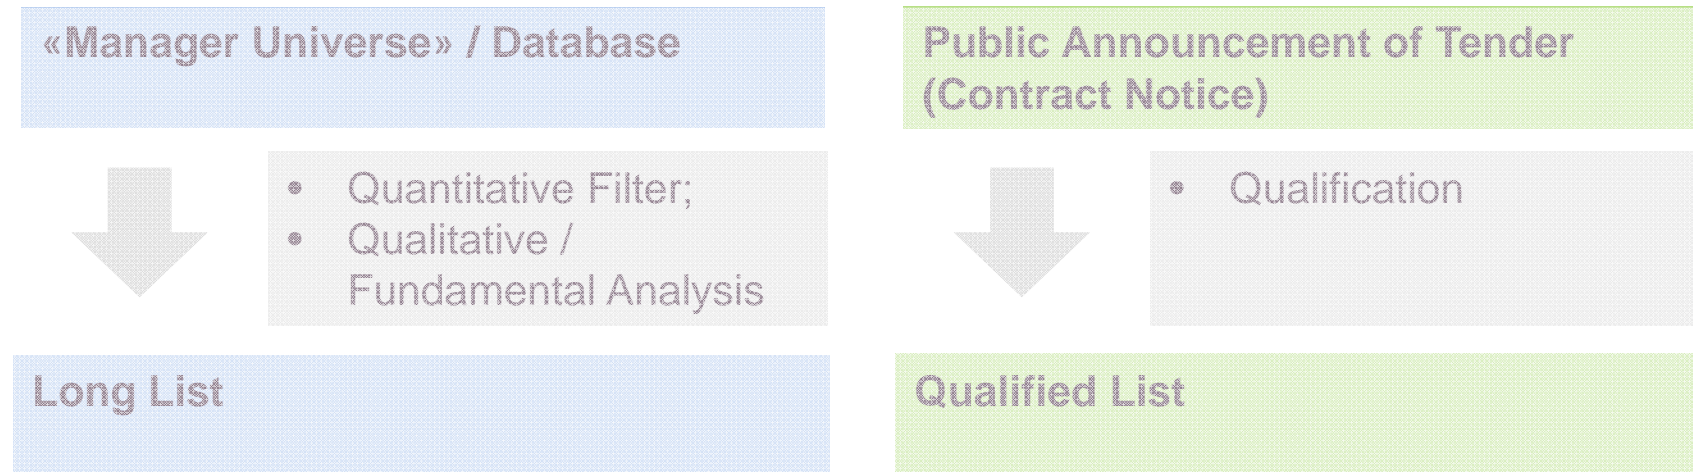 «Manager Universe» / Database
• Quantitative Filter;
• Qualitative /
Fundamental Analysis
Long List
Public Announcement of Tender
(Contract Notice)
• Qualification
Qualified List